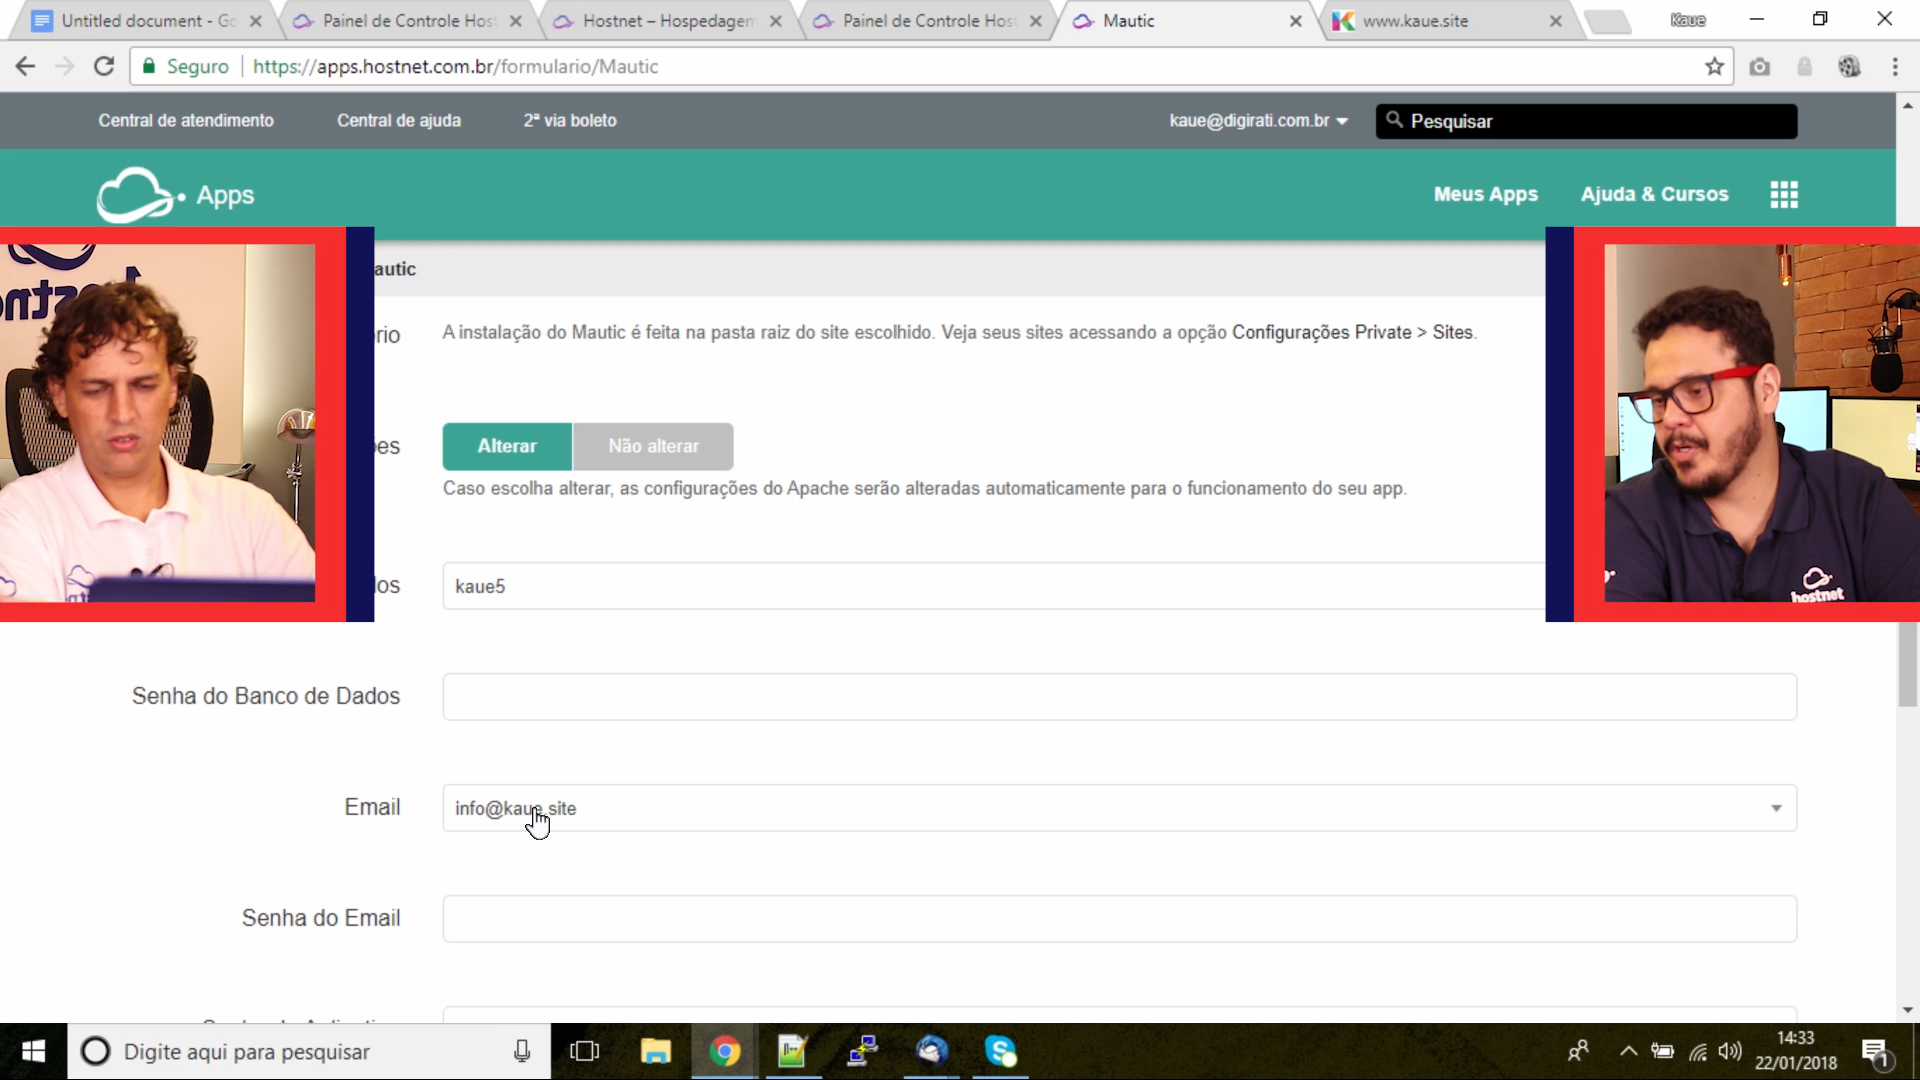 Untitled document - Go
Painel de Controle Host
Hostnet – Hospedagem
Painel de Controle Host
Mautic
www.kaue.site
Kaue
Seguro
https://apps.hostnet.com.br/formulario/Mautic
Central de atendimento
Central de ajuda
2ª via boleto
kaue@digirati.com.br
Pesquisar
Apps
Meus Apps
Ajuda & Cursos
autic
rio
A instalação do Mautic é feita na pasta raiz do site escolhido. Veja seus sites acessando a opção Configurações Private > Sites.
es
Alterar
Não alterar
Caso escolha alterar, as configurações do Apache serão alteradas automaticamente para o funcionamento do seu app.
los
kaue5
Senha do Banco de Dados
Email
info@kaue.site
Senha do Email
hostnet
Digite aqui para pesquisar
14:33
22/01/2018
1